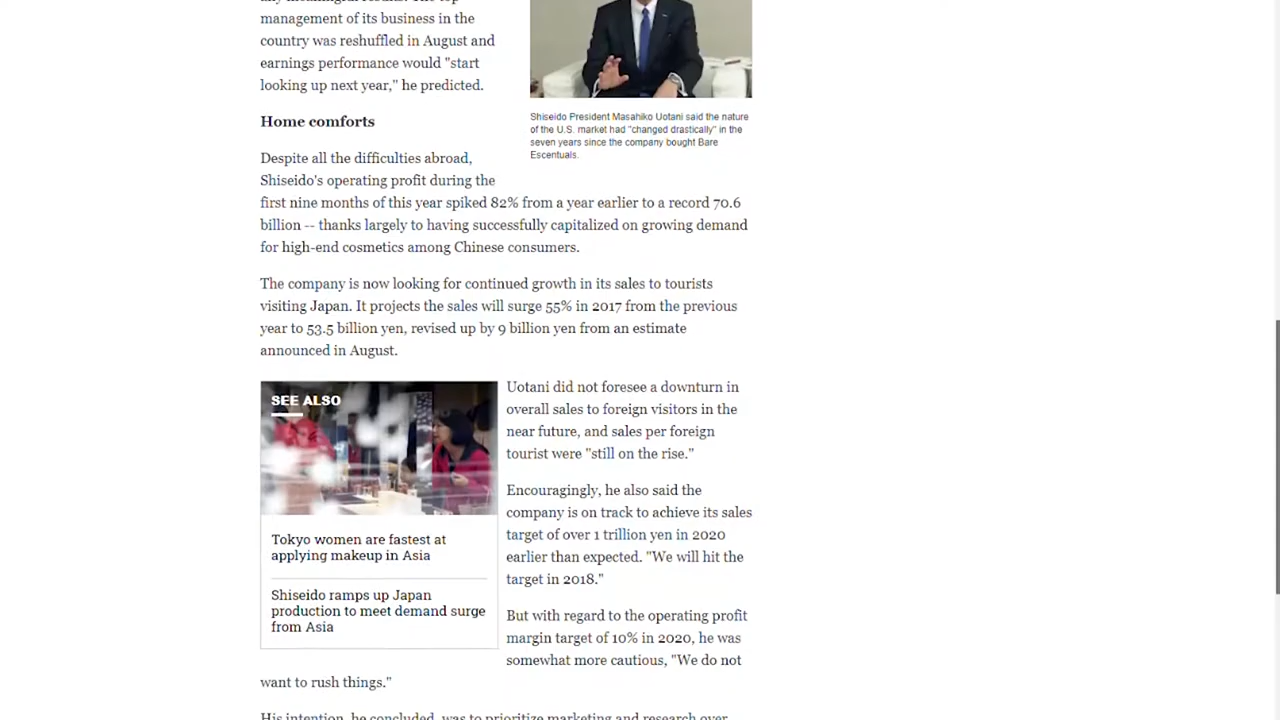 management of its business in the
country was reshuffled in August and
earnings performance would "start
looking up next year," he predicted.
Shiseido President Masahiko Uotani said the nature
of the U.S. market had "changed drastically" in the
seven years since the company bought Bare
Escentuals.
Home comforts
Despite all the difficulties abroad,
Shiseido's operating profit during the
first nine months of this year spiked 82% from a year earlier to a record 70.6
billion -- thanks largely to having successfully capitalized on growing demand
for high-end cosmetics among Chinese consumers.
The company is now looking for continued growth in its sales to tourists
visiting Japan. It projects the sales will surge 55% in 2017 from the previous
year to 53.5 billion yen, revised up by 9 billion yen from an estimate
announced in August.
SEE ALSO
Tokyo women are fastest at
applying makeup in Asia
Shiseido ramps up Japan
production to meet demand surge
from Asia
Uotani did not foresee a downturn in
overall sales to foreign visitors in the
near future, and sales per foreign
tourist were "still on the rise."
Encouragingly, he also said the
company is on track to achieve its sales
target of over 1 trillion yen in 2020
earlier than expected. "We will hit the
target in 2018."
But with regard to the operating profit
margin target of 10% in 2020, he was
somewhat more cautious, "We do not
want to rush things."
His intention, he concluded, was to prioritize marketing and research over